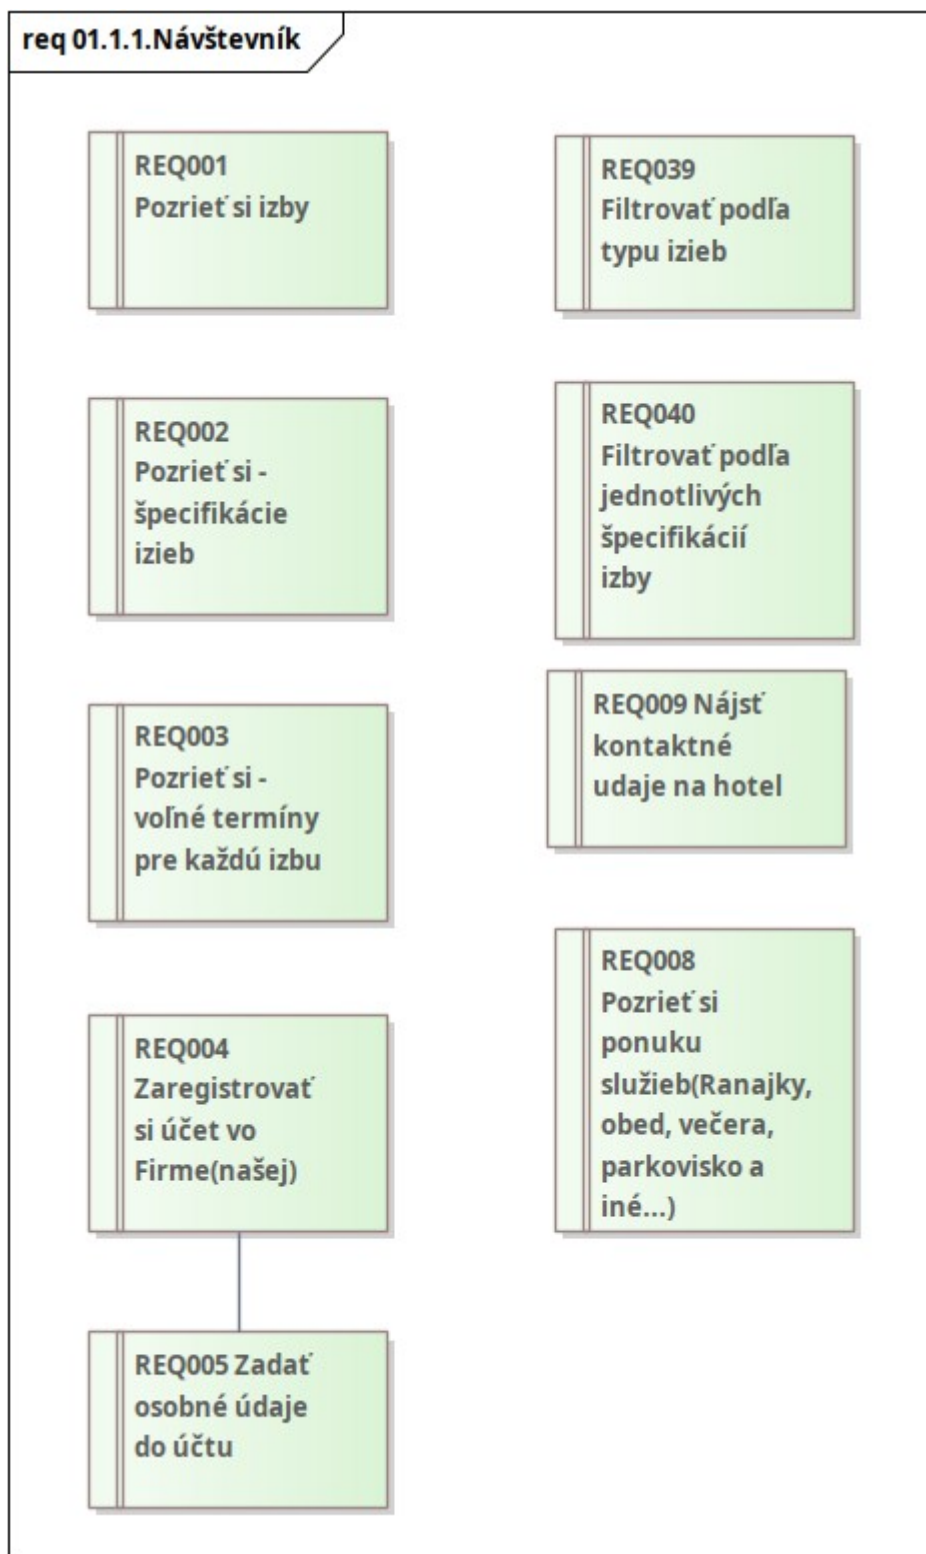 req 01.1.1.Návštevník
REQ001
Pozrieť si izby
REQ002
Pozrieť si -
špecifikácie
izieb
REQ003
Pozrieť si -
voľné termíny
pre každú izbu
REQ004
Zaregistrovať
si účet vo
Firme(našej)
REQ005 Zadať
osobné údaje
do účtu
REQ039
Filtrovať podľa
typu izieb
REQ040
Filtrovať podľa
jednotlivých
špecifikácií
izby
REQ009 Nájsť
kontaktné
udaje na hotel
REQ008
Pozrieť si
ponuku
služieb(Ranajky,
obed, večera,
parkovisko a
iné...)